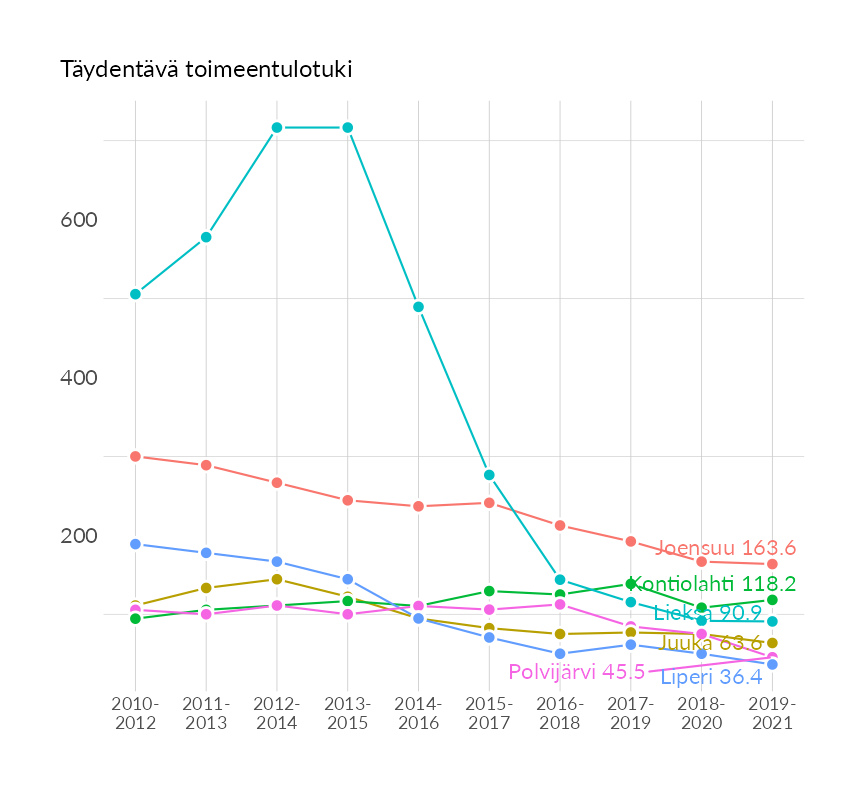 Täydentävä toimeentulotuki
600
400
200
Joensuu 163.6
Kontiolahti 118.2
Lieksa 90.9
Juuka 63.6
Polvijärvi 45.5
Liperi 36.4
2010- 2011- 2012- 2013- 2014- 2015- 2016- 2017- 2018- 2019-
2012 2013 2014 2015 2016 2017 2018 2019 2020 2021